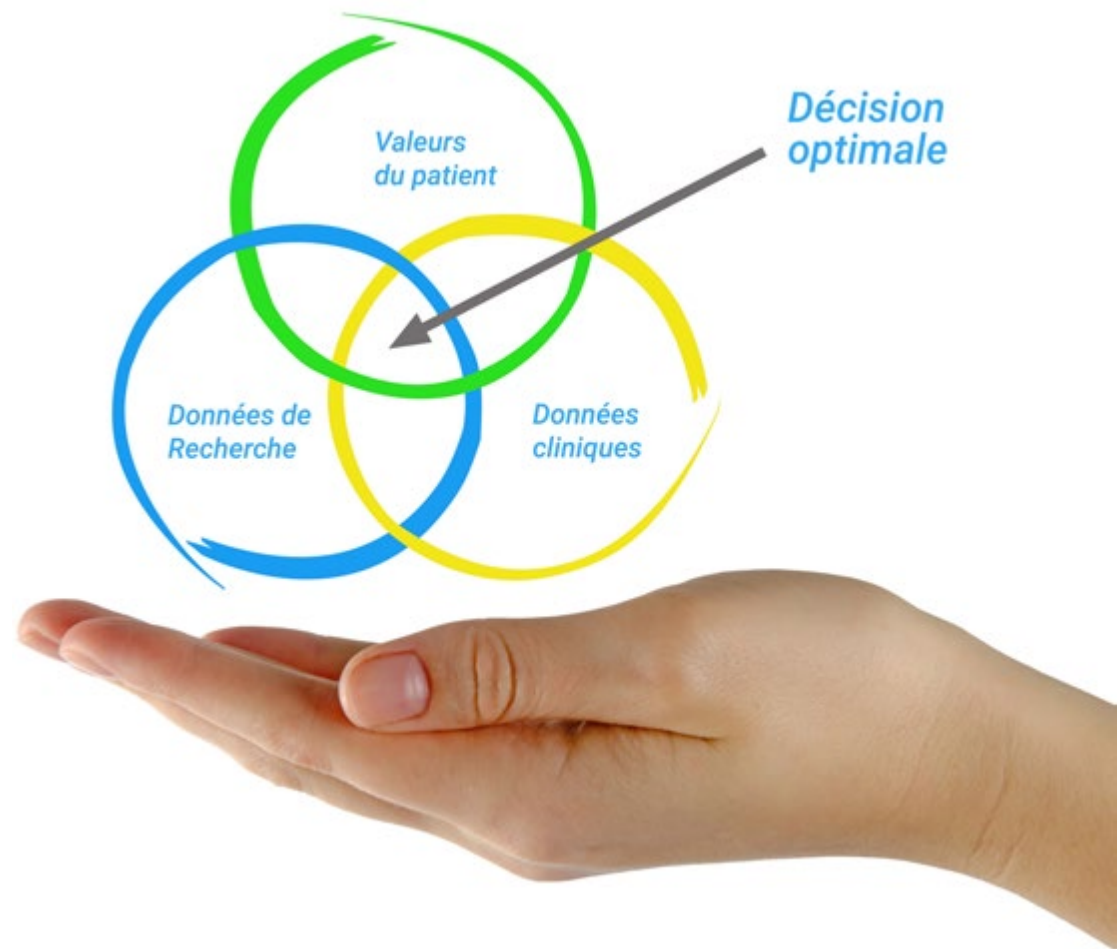 Valeurs
du patient
Décision
optimale
Données de
Recherche
Données
cliniques